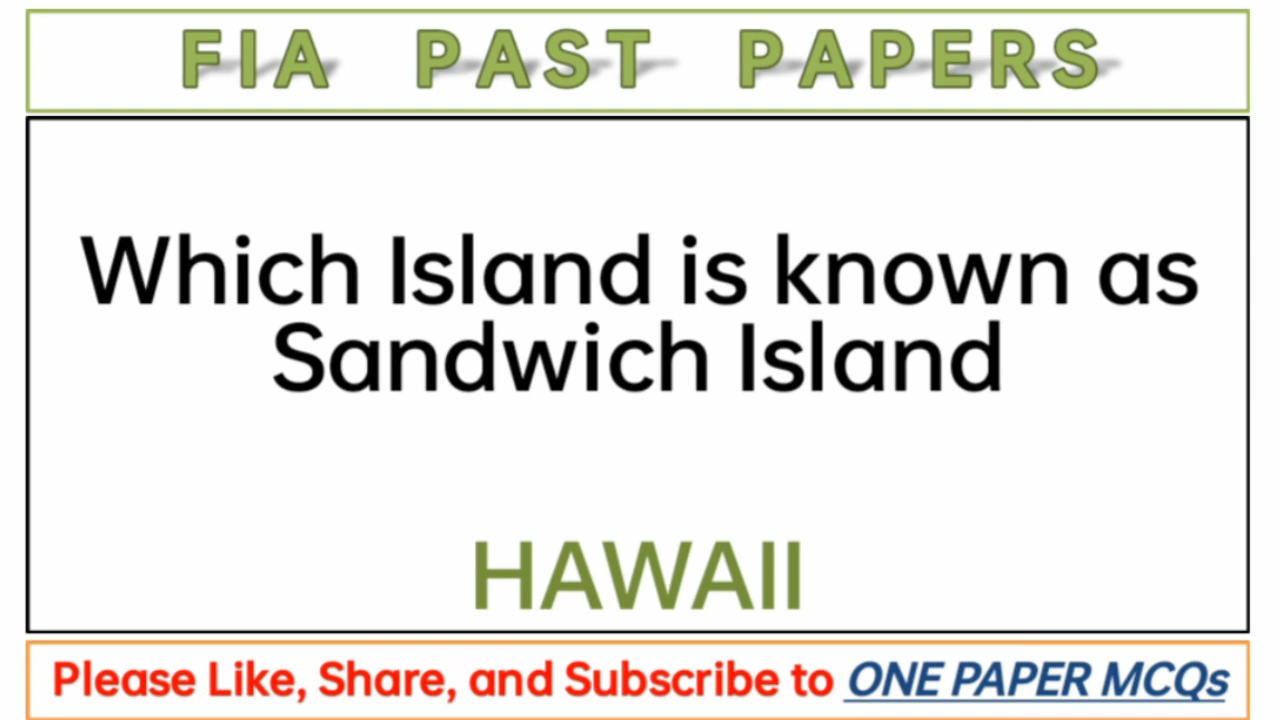 FIA PAST PAPERS
Which Island is known as
Sandwich Island
HAWAII
Please Like, Share, and Subscribe to ONE PAPER MCQs